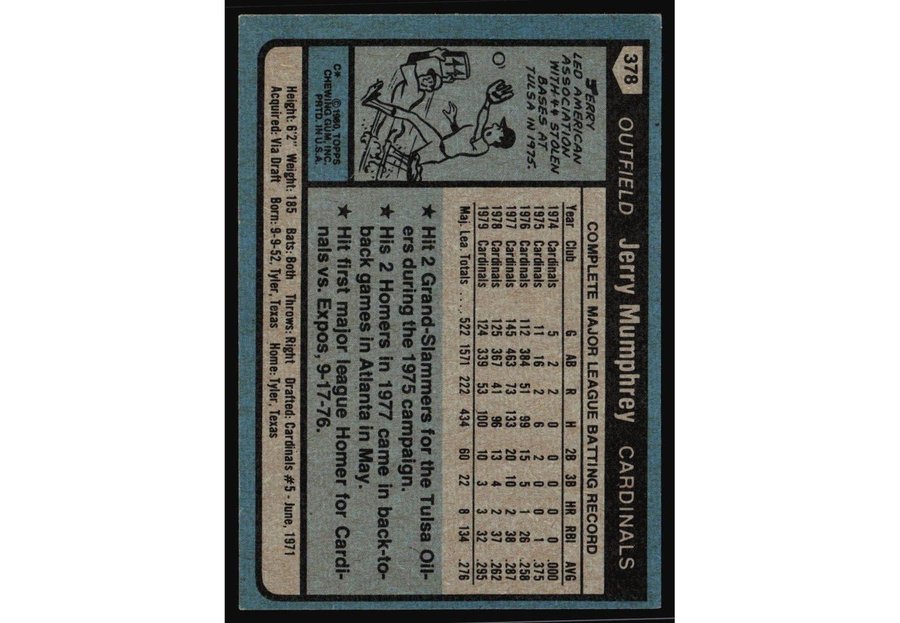 378 OUTFIELD Jerry Mumphrey CARDINALS
JERRY
LED AMERICAN
ASSOCIATION
WITH 44 STOLEN
BASES AT
TULSA IN 1975.
44
C* © 1980, TOPPS
CHEWING GUM, INC.
PRTD. IN U.S.A.
COMPLETE MAJOR LEAGUE BATTING RECORD
Year Club G AB R H 2B 3B HR RBI AVG
1974 Cardinals 5 2 2 0 0 0 0 0 .000
1975 Cardinals 11 16 2 6 2 0 0 1 .375
1976 Cardinals 112 384 51 99 15 5 1 26 .258
1977 Cardinals 145 463 73 133 20 10 2 38 .287
1978 Cardinals 125 367 41 96 13 4 2 37 .262
1979 Cardinals 124 339 53 100 10 3 3 32 .295
Maj. Lea. Totals .... 522 1571 222 434 60 22 8 134 .276
★ Hit 2 Grand-Slammers for the Tulsa Oil-
ers during the 1975 campaign.
★ His 2 Homers in 1977 came in back-to-
back games in Atlanta in May.
★ Hit first major league Homer for Cardi-
nals vs. Expos, 9-17-76.
Height: 6'2" Weight: 185 Bats: Both Throws: Right Drafted: Cardinals #5 - June, 1971
Acquired: Via Draft Born: 9-9-52, Tyler, Texas Home: Tyler, Texas